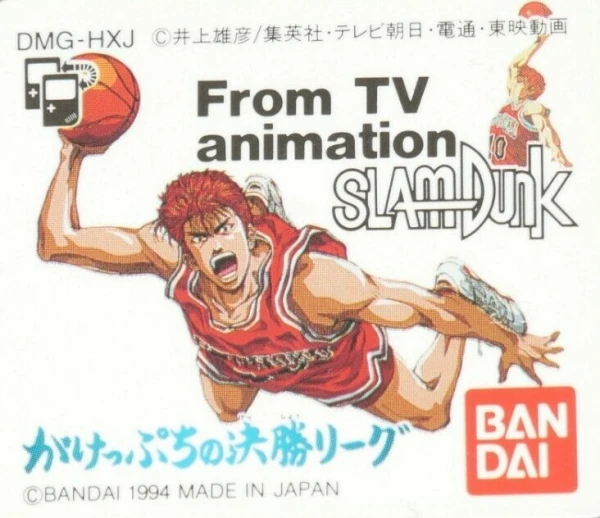 DMG-HXJ ©井上雄彦/集英社・テレビ朝日・電通・東映動画
From TV
animation
SLAM DUNK
10
がけっぷちの決勝リーグ
BAN
DAI
©BANDAI 1994 MADE IN JAPAN